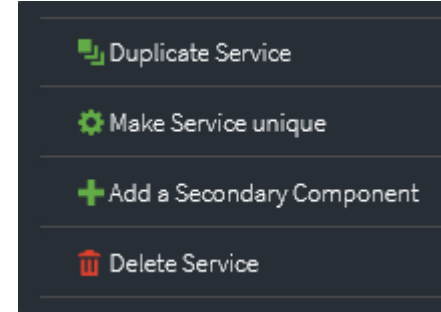 Duplicate Service
Make Service unique
Add a Secondary Component
Delete Service